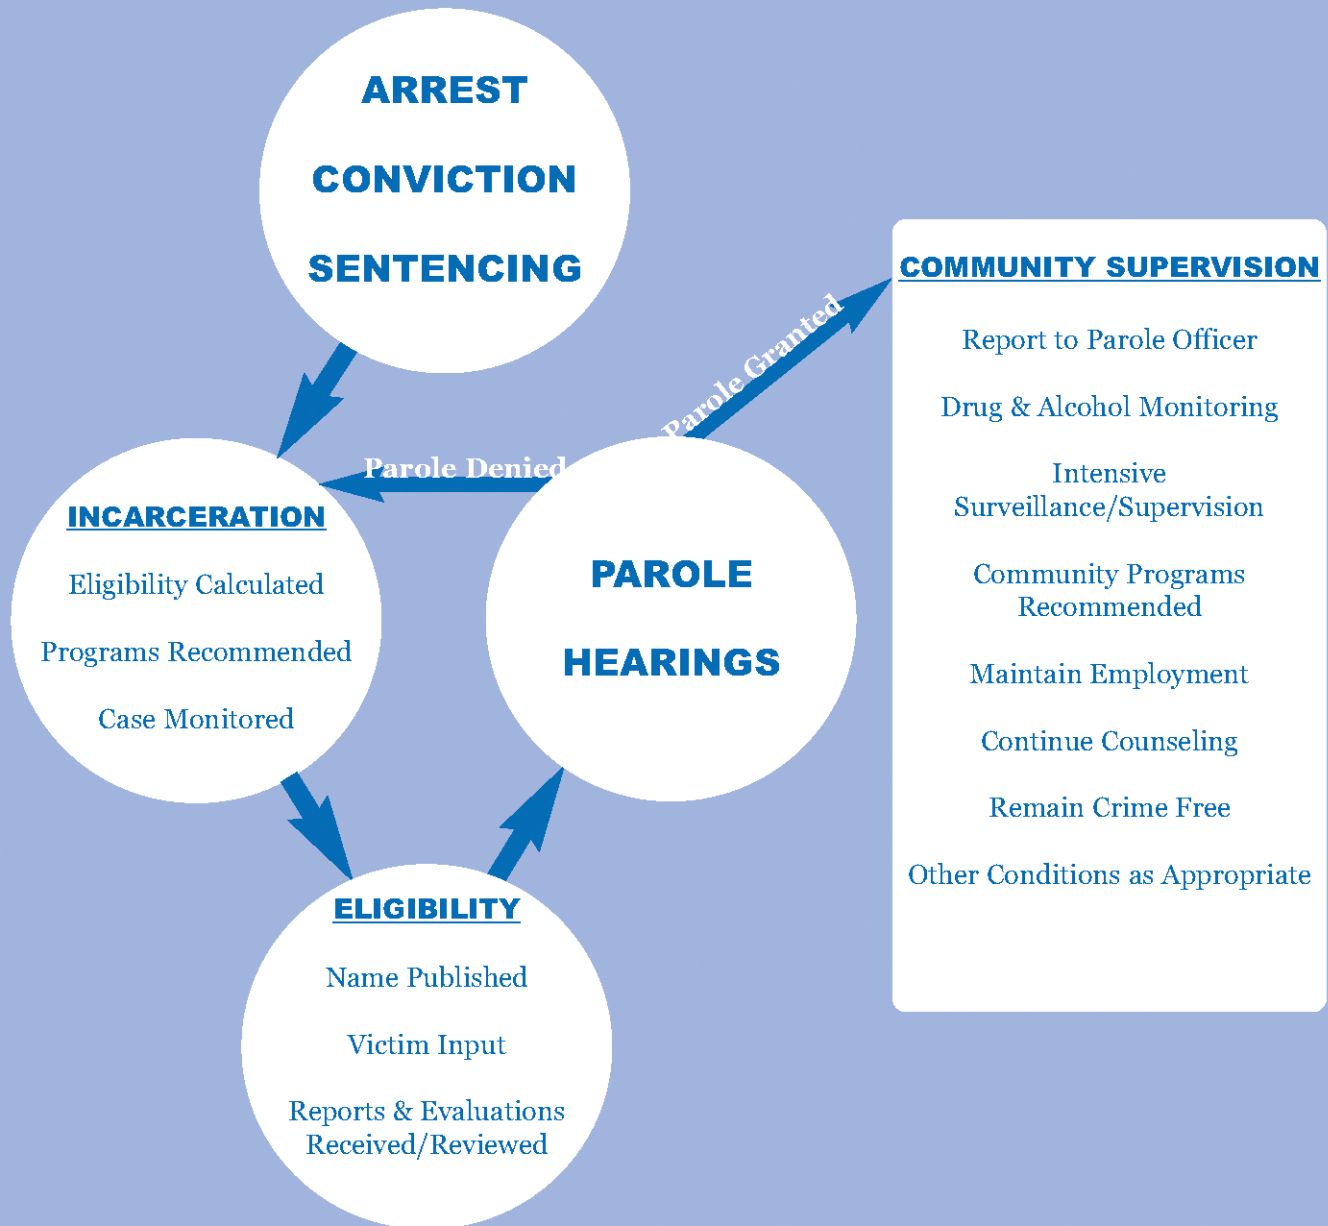 ARREST
CONVICTION
SENTENCING
Parole Granted
Parole Denied
INCARCERATION
Eligibility Calculated
Programs Recommended
Case Monitored
PAROLE
HEARINGS
ELIGIBILITY
Name Published
Victim Input
Reports & Evaluations
Received/Reviewed
COMMUNITY SUPERVISION
Report to Parole Officer
Drug & Alcohol Monitoring
Intensive
Surveillance/Supervision
Community Programs
Recommended
Maintain Employment
Continue Counseling
Remain Crime Free
Other Conditions as Appropriate